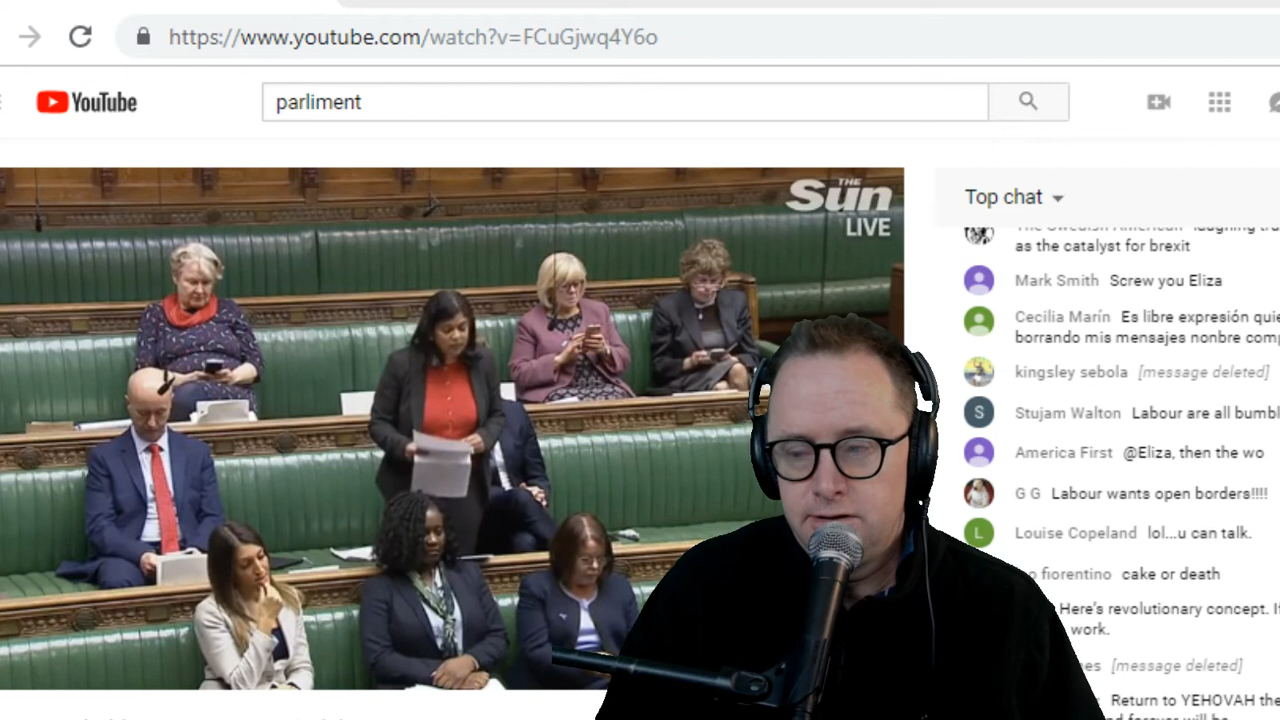 https://www.youtube.com/watch?v=FCuGjwq4Y6o
YouTube
parliment
THE
Sun
LIVE
Top chat
as the catalyst for brexit
Mark Smith Screw you Eliza
Cecilia Marín Es libre expresión quie
borrando mis mensajes nonbre comp
kingsley sebola [message deleted]
S
Stujam Walton Labour are all bumbl
America First @Eliza, then the wo
G G Labour wants open borders!!!!
L
Louise Copeland lol...u can talk.
fiorentino cake or death
Here's revolutionary concept. If
work.
[message deleted]
Return to YEHOVAH the